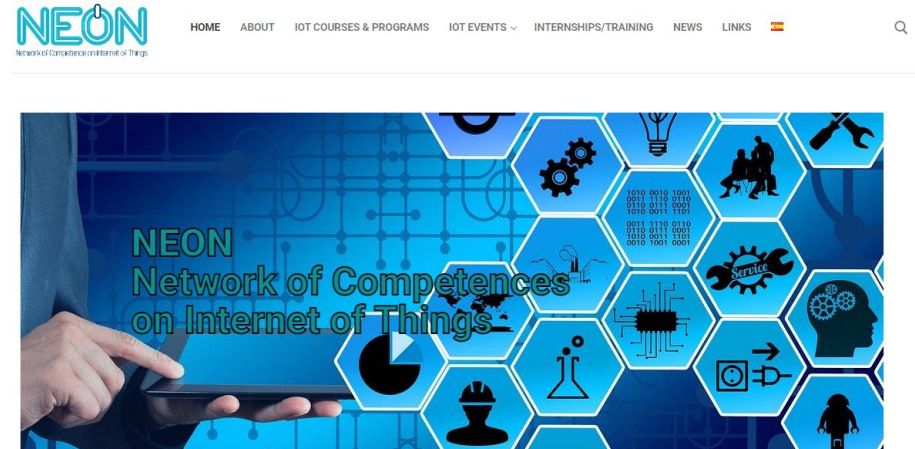 NEON
Network of Competence on Internet of Things
HOME ABOUT IOT COURSES & PROGRAMS IOT EVENTS INTERNSHIPS/TRAINING NEWS LINKS
NEON
Network of Competences
on Internet of Things
1010 0010 1001
0011 1110 0110
0110 0111 0001
1010 0011 1101
0011 1110 0110
0110 0111 0001
1010 0011 1101
0010 1001 0001
Service